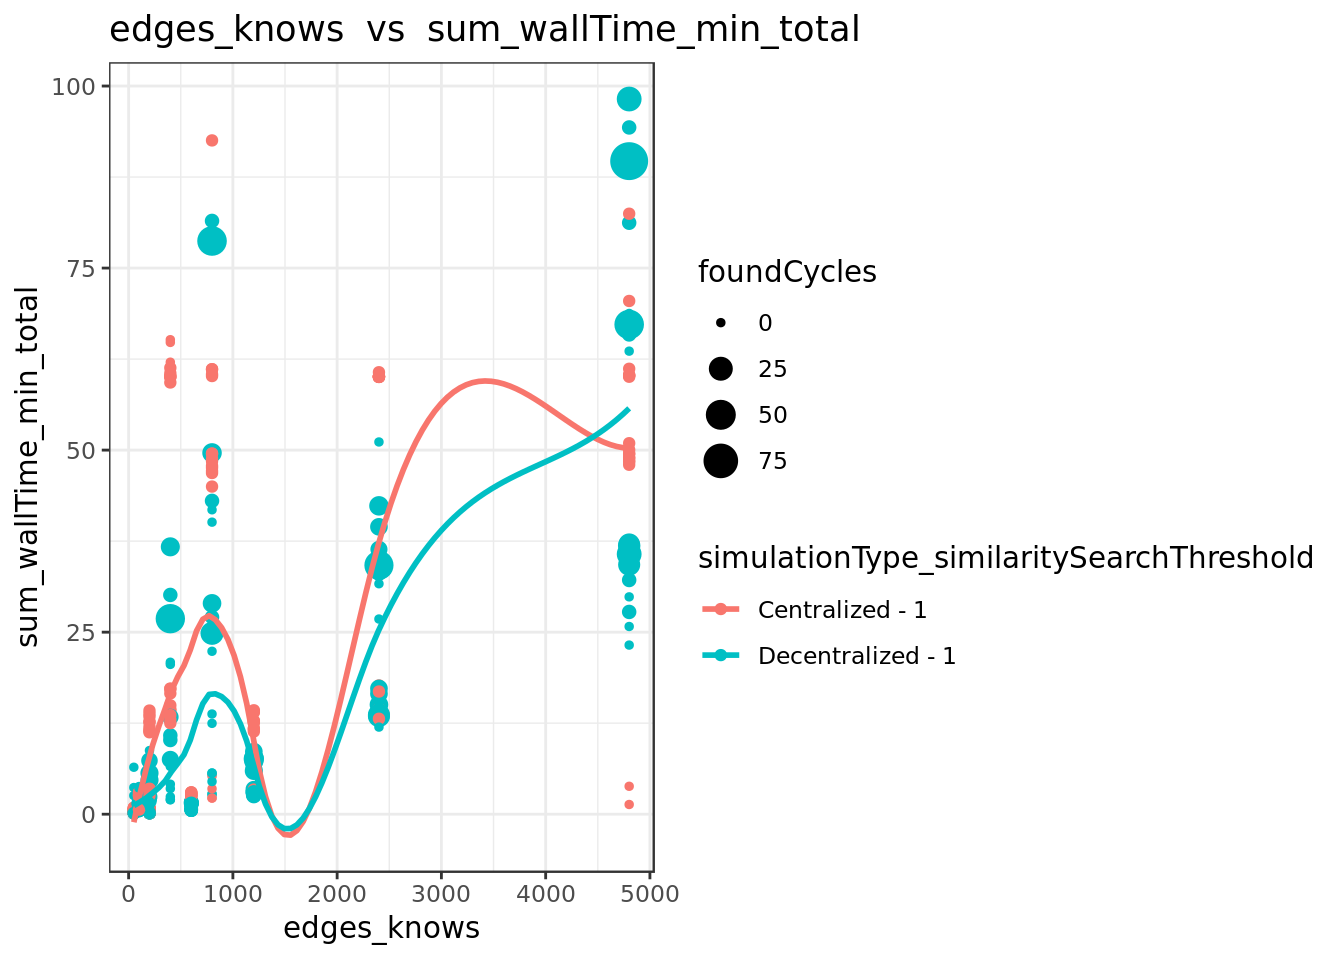 edges_knows  vs  sum_wallTime_min_total
sum_wallTime_min_total
100
75
50
25
0
0 1000 2000 3000 4000 5000
edges_knows
foundCycles
0
25
50
75
simulationType_similaritySearchThreshold
Centralized - 1
Decentralized - 1